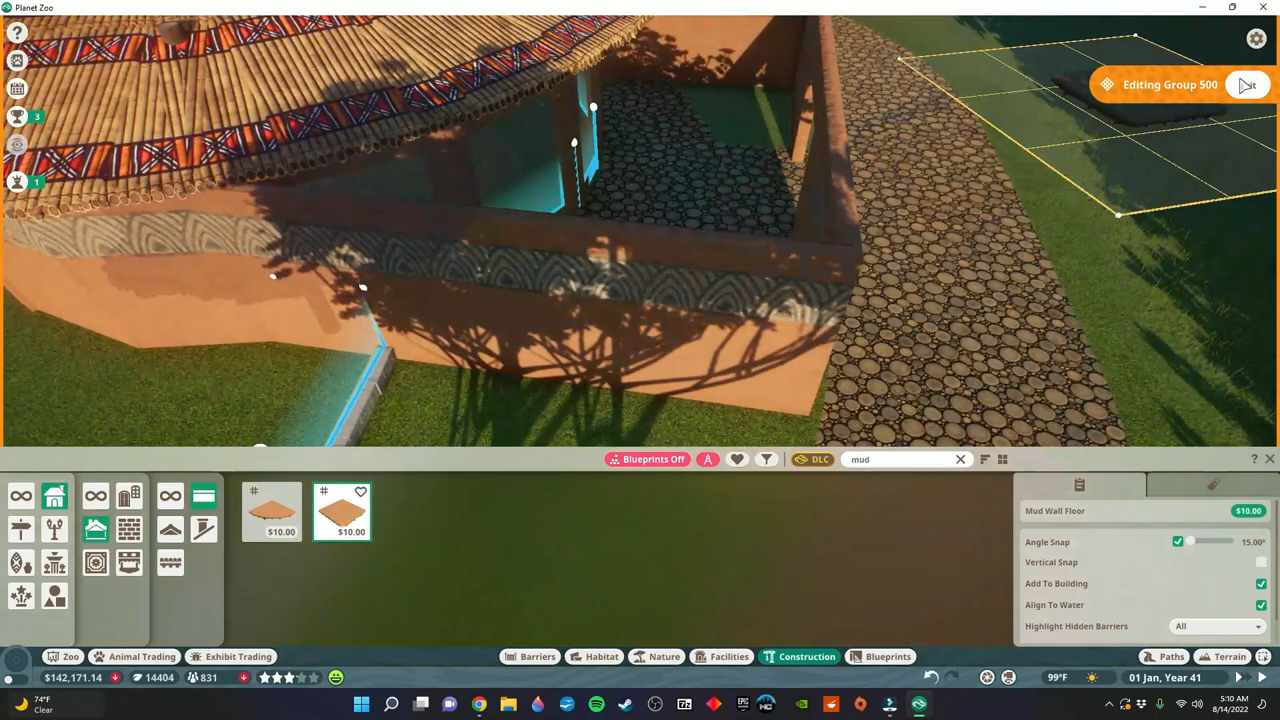 Planet Zoo
3
1
Editing Group 500
Blueprints Off
DLC
mud
$10.00
$10.00
Mud Wall Floor
$10.00
Angle Snap
15.00°
Vertical Snap
Add To Building
Align To Water
Highlight Hidden Barriers
All
Zoo
Animal Trading
Exhibit Trading
Barriers
Habitat
Nature
Facilities
Construction
Blueprints
Paths
Terrain
$142,171.14
14404
831
99°F
01 Jan, Year 41
74°F
Clear
5:10 AM
8/14/2022